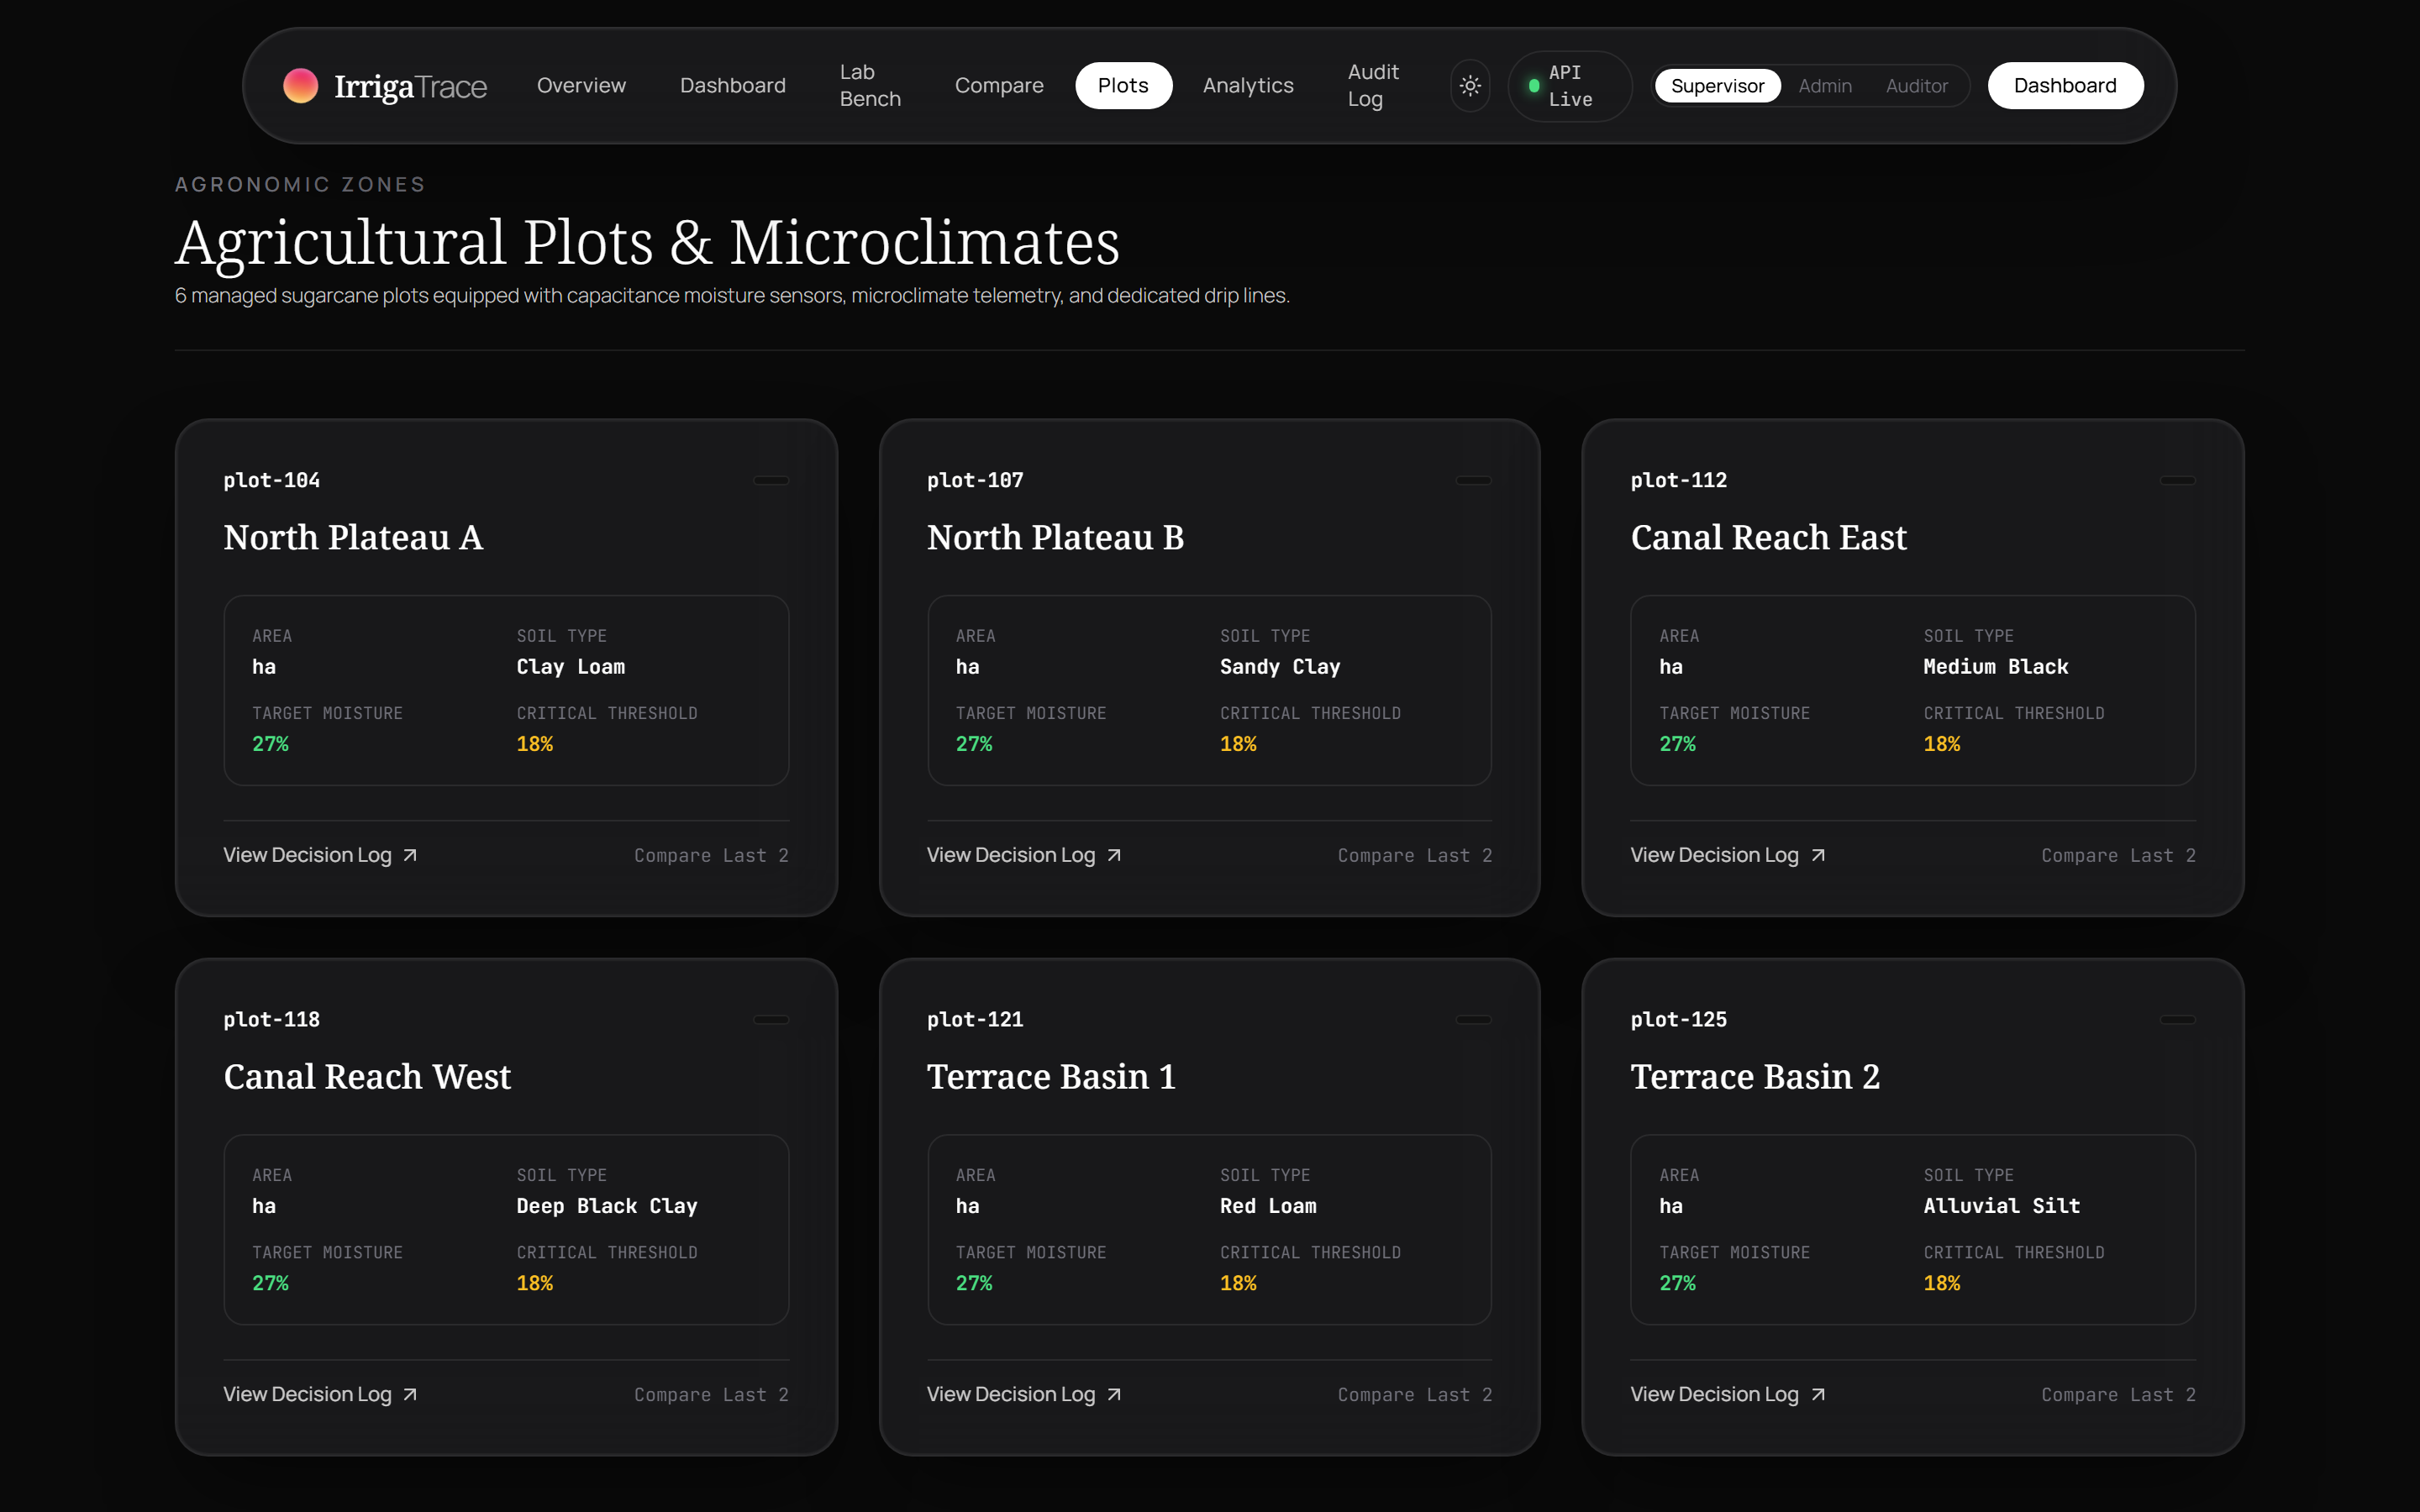 IrrigaTrace Overview Dashboard Lab Bench Compare Plots Analytics Audit Log API Live Supervisor Admin Auditor Dashboard
AGRONOMIC ZONES
Agricultural Plots & Microclimates
6 managed sugarcane plots equipped with capacitance moisture sensors, microclimate telemetry, and dedicated drip lines.
plot-104
North Plateau A
AREA SOIL TYPE
ha Clay Loam
TARGET MOISTURE CRITICAL THRESHOLD
27% 18%
View Decision Log Compare Last 2
plot-107
North Plateau B
AREA SOIL TYPE
ha Sandy Clay
TARGET MOISTURE CRITICAL THRESHOLD
27% 18%
View Decision Log Compare Last 2
plot-112
Canal Reach East
AREA SOIL TYPE
ha Medium Black
TARGET MOISTURE CRITICAL THRESHOLD
27% 18%
View Decision Log Compare Last 2
plot-118
Canal Reach West
AREA SOIL TYPE
ha Deep Black Clay
TARGET MOISTURE CRITICAL THRESHOLD
27% 18%
View Decision Log Compare Last 2
plot-121
Terrace Basin 1
AREA SOIL TYPE
ha Red Loam
TARGET MOISTURE CRITICAL THRESHOLD
27% 18%
View Decision Log Compare Last 2
plot-125
Terrace Basin 2
AREA SOIL TYPE
ha Alluvial Silt
TARGET MOISTURE CRITICAL THRESHOLD
27% 18%
View Decision Log Compare Last 2